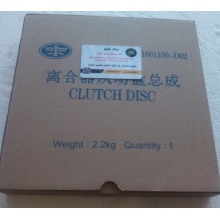 1601100-D02
离合器从动盘总成
CLUTCH DISC
Weight : 2.2kg Quantity : 1